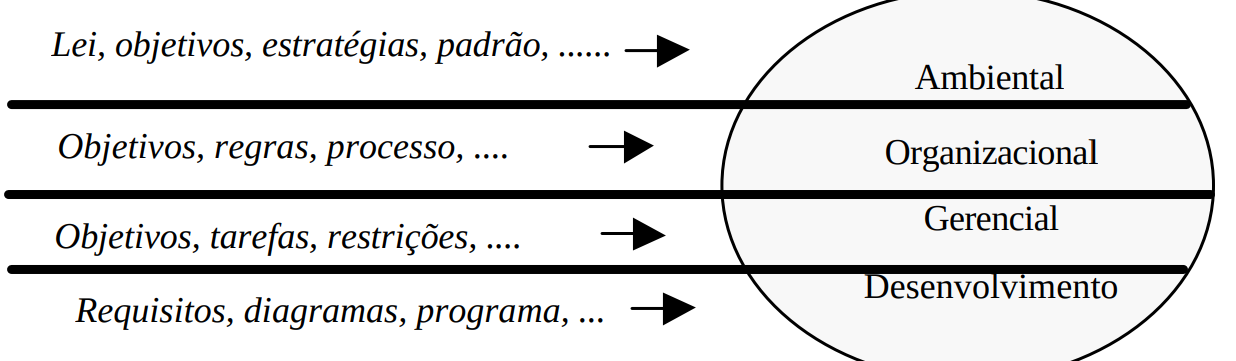 Lei, objetivos, estratégias, padrão, ......
Ambiental
Objetivos, regras, processo, ....
Organizacional
Objetivos, tarefas, restrições, ....
Gerencial
Requisitos, diagramas, programa, ...
Desenvolvimento